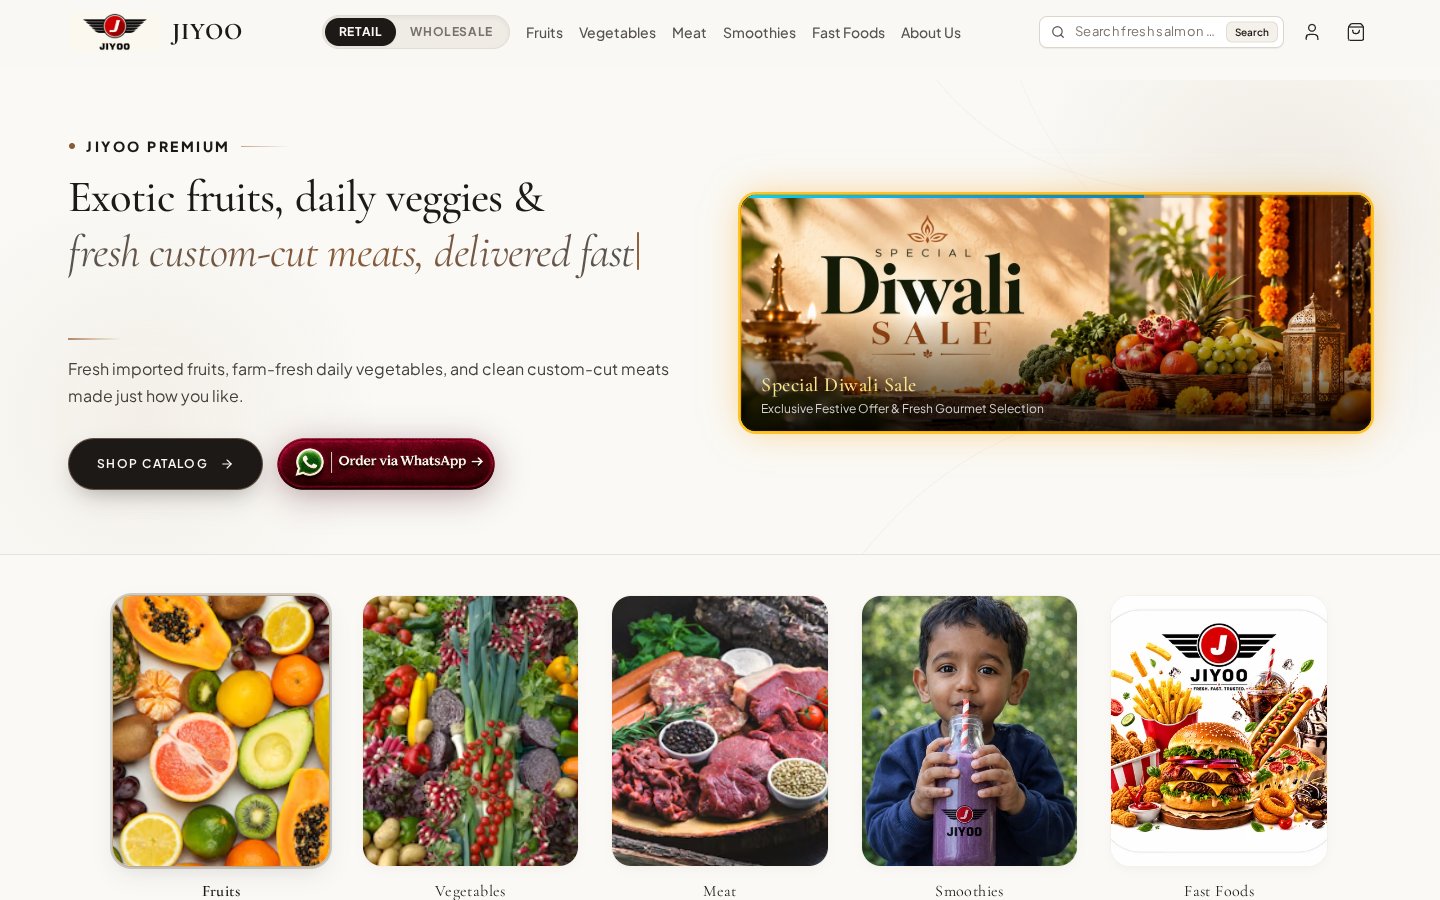 JIYOO
JIYOO
RETAIL
WHOLESALE
Fruits
Vegetables
Meat
Smoothies
Fast Foods
About Us
Search fresh salmon ...
Search
JIYOO PREMIUM
Exotic fruits, daily veggies &
fresh custom-cut meats, delivered fast
Fresh imported fruits, farm-fresh daily vegetables, and clean custom-cut meats
made just how you like.
SHOP CATALOG →
Order via WhatsApp →
SPECIAL
Diwali
SALE
Special Diwali Sale
Exclusive Festive Offer & Fresh Gourmet Selection
JIYOO
JIYOO
FRESH. FAST. TRUSTED.
Fruits
Vegetables
Meat
Smoothies
Fast Foods